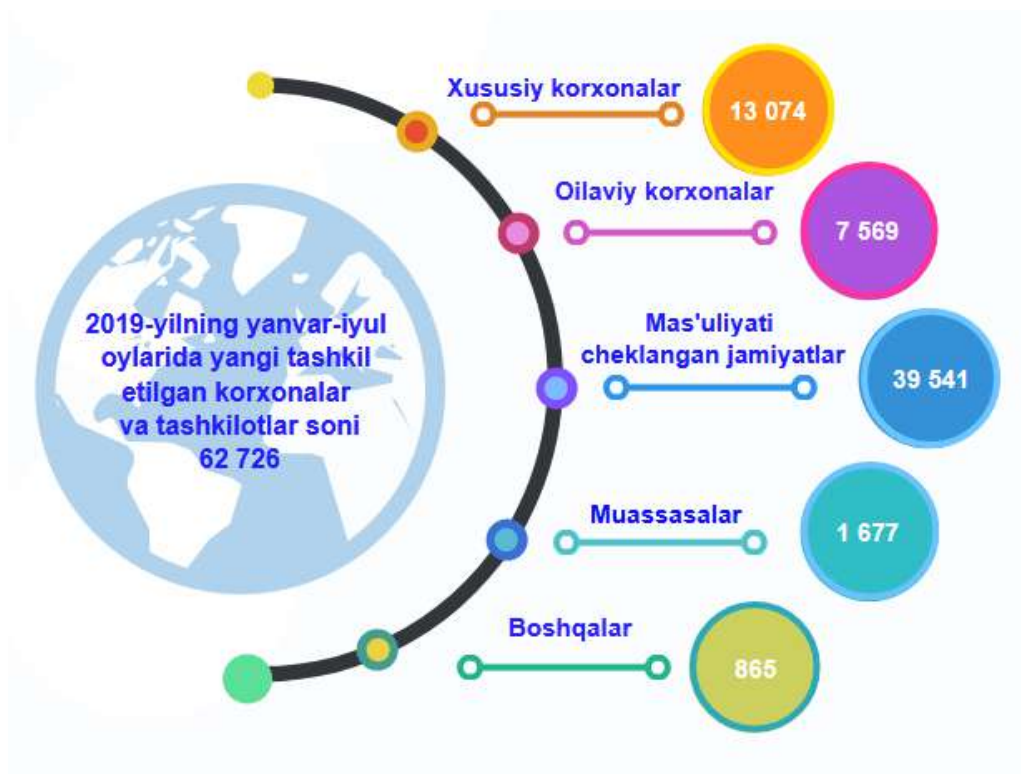 2019-yilning yanvar-iyul
oylarida yangi tashkil
etilgan korxonalar
va tashkilotlar soni
62 726
Xususiy korxonalar
13 074
Oilaviy korxonalar
7 569
Mas'uliyati
cheklangan jamiyatlar
39 541
Muassasalar
1 677
Boshqalar
865